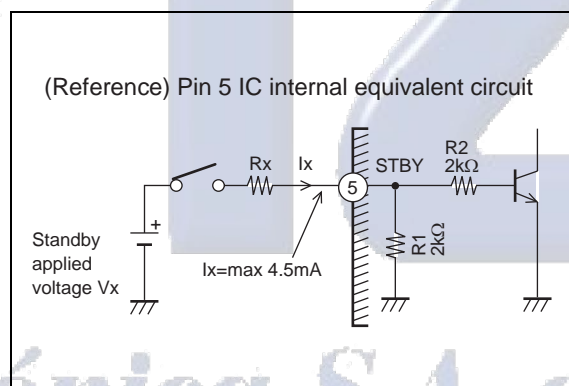 (Reference) Pin 5 IC internal equivalent circuit
R2
2kΩ
Rx
Ix
5
STBY
+
Standby
applied
voltage Vx
Ix=max 4.5mA
R1
2kΩ